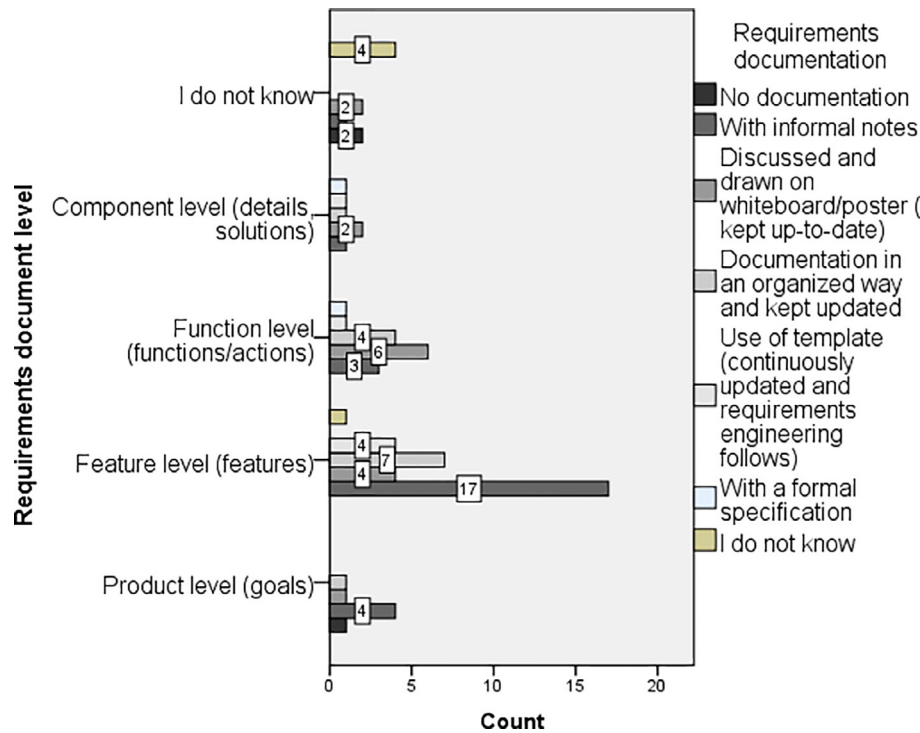 Requirements document level
I do not know
Component level (details,
solutions)
Function level
(functions/actions)
Feature level (features)
Product level (goals)
4
2
2
2
4
6
3
4
7
4
17
4
0
5
10
15
20
Count
Requirements
documentation
No documentation
With informal notes
Discussed and
drawn on
whiteboard/poster (
kept up-to-date)
Documentation in
an organized way
and kept updated
Use of template
(continuously
updated and
requirements
engineering
follows)
With a formal
specification
I do not know